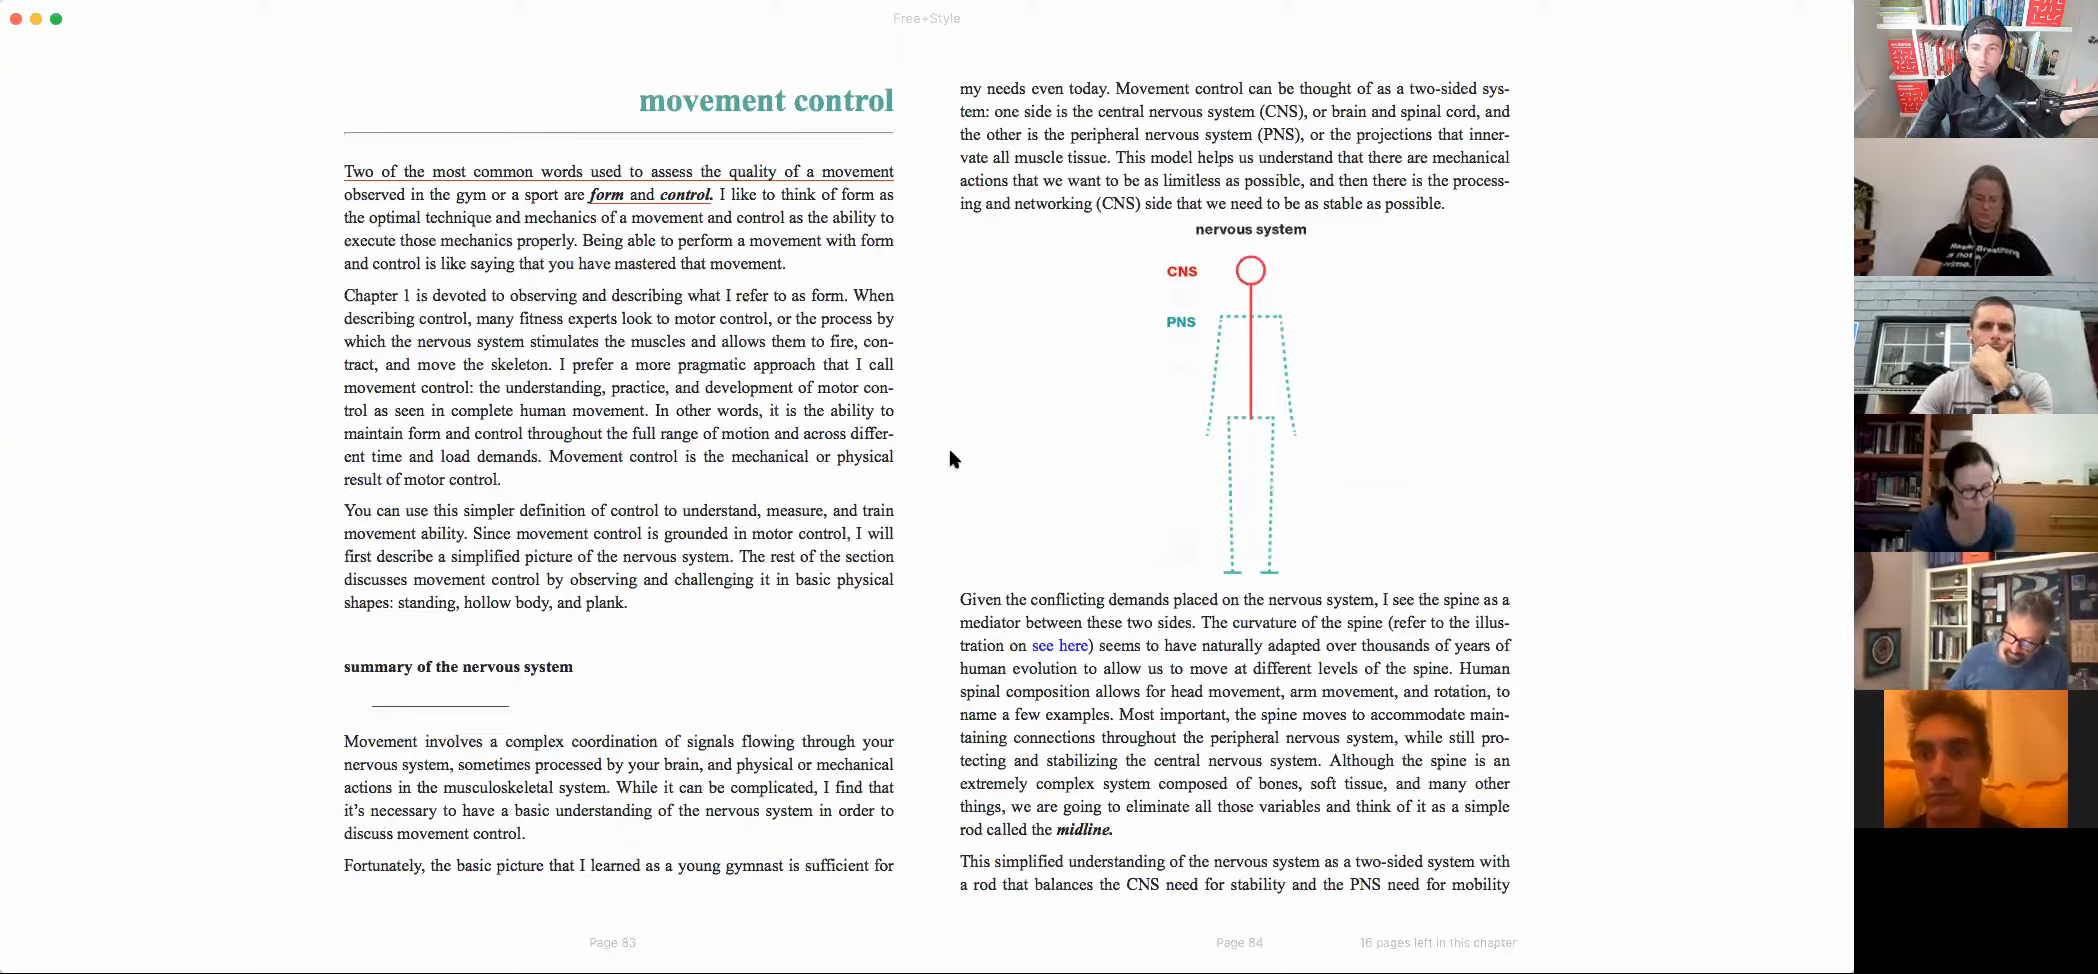 Free+Style
movement control
Two of the most common words used to assess the quality of a movement
observed in the gym or a sport are form and control. I like to think of form as
the optimal technique and mechanics of a movement and control as the ability to
execute those mechanics properly. Being able to perform a movement with form
and control is like saying that you have mastered that movement.
Chapter 1 is devoted to observing and describing what I refer to as form. When
describing control, many fitness experts look to motor control, or the process by
which the nervous system stimulates the muscles and allows them to fire, con-
tract, and move the skeleton. I prefer a more pragmatic approach that I call
movement control: the understanding, practice, and development of motor con-
trol as seen in complete human movement. In other words, it is the ability to
maintain form and control throughout the full range of motion and across differ-
ent time and load demands. Movement control is the mechanical or physical
result of motor control.
You can use this simpler definition of control to understand, measure, and train
movement ability. Since movement control is grounded in motor control, I will
first describe a simplified picture of the nervous system. The rest of the section
discusses movement control by observing and challenging it in basic physical
shapes: standing, hollow body, and plank.
summary of the nervous system
Movement involves a complex coordination of signals flowing through your
nervous system, sometimes processed by your brain, and physical or mechanical
actions in the musculoskeletal system. While it can be complicated, I find that
it's necessary to have a basic understanding of the nervous system in order to
discuss movement control.
Fortunately, the basic picture that I learned as a young gymnast is sufficient for
Page 83
my needs even today. Movement control can be thought of as a two-sided sys-
tem: one side is the central nervous system (CNS), or brain and spinal cord, and
the other is the peripheral nervous system (PNS), or the projections that inner-
vate all muscle tissue. This model helps us understand that there are mechanical
actions that we want to be as limitless as possible, and then there is the process-
ing and networking (CNS) side that we need to be as stable as possible.
nervous system
CNS
PNS
Given the conflicting demands placed on the nervous system, I see the spine as a
mediator between these two sides. The curvature of the spine (refer to the illus-
tration on see here) seems to have naturally adapted over thousands of years of
human evolution to allow us to move at different levels of the spine. Human
spinal composition allows for head movement, arm movement, and rotation, to
name a few examples. Most important, the spine moves to accommodate main-
taining connections throughout the peripheral nervous system, while still pro-
tecting and stabilizing the central nervous system. Although the spine is an
extremely complex system composed of bones, soft tissue, and many other
things, we are going to eliminate all those variables and think of it as a simple
rod called the midline.
This simplified understanding of the nervous system as a two-sided system with
a rod that balances the CNS need for stability and the PNS need for mobility
Page 84
16 pages left in this chapter